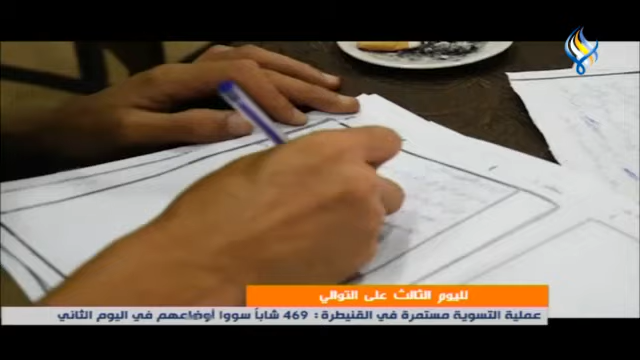 لليوم الثالث على التوالي
عملية التسوية مستمرة في القنيطرة : 469 شاباً سووا أوضاعهم في اليوم الثاني